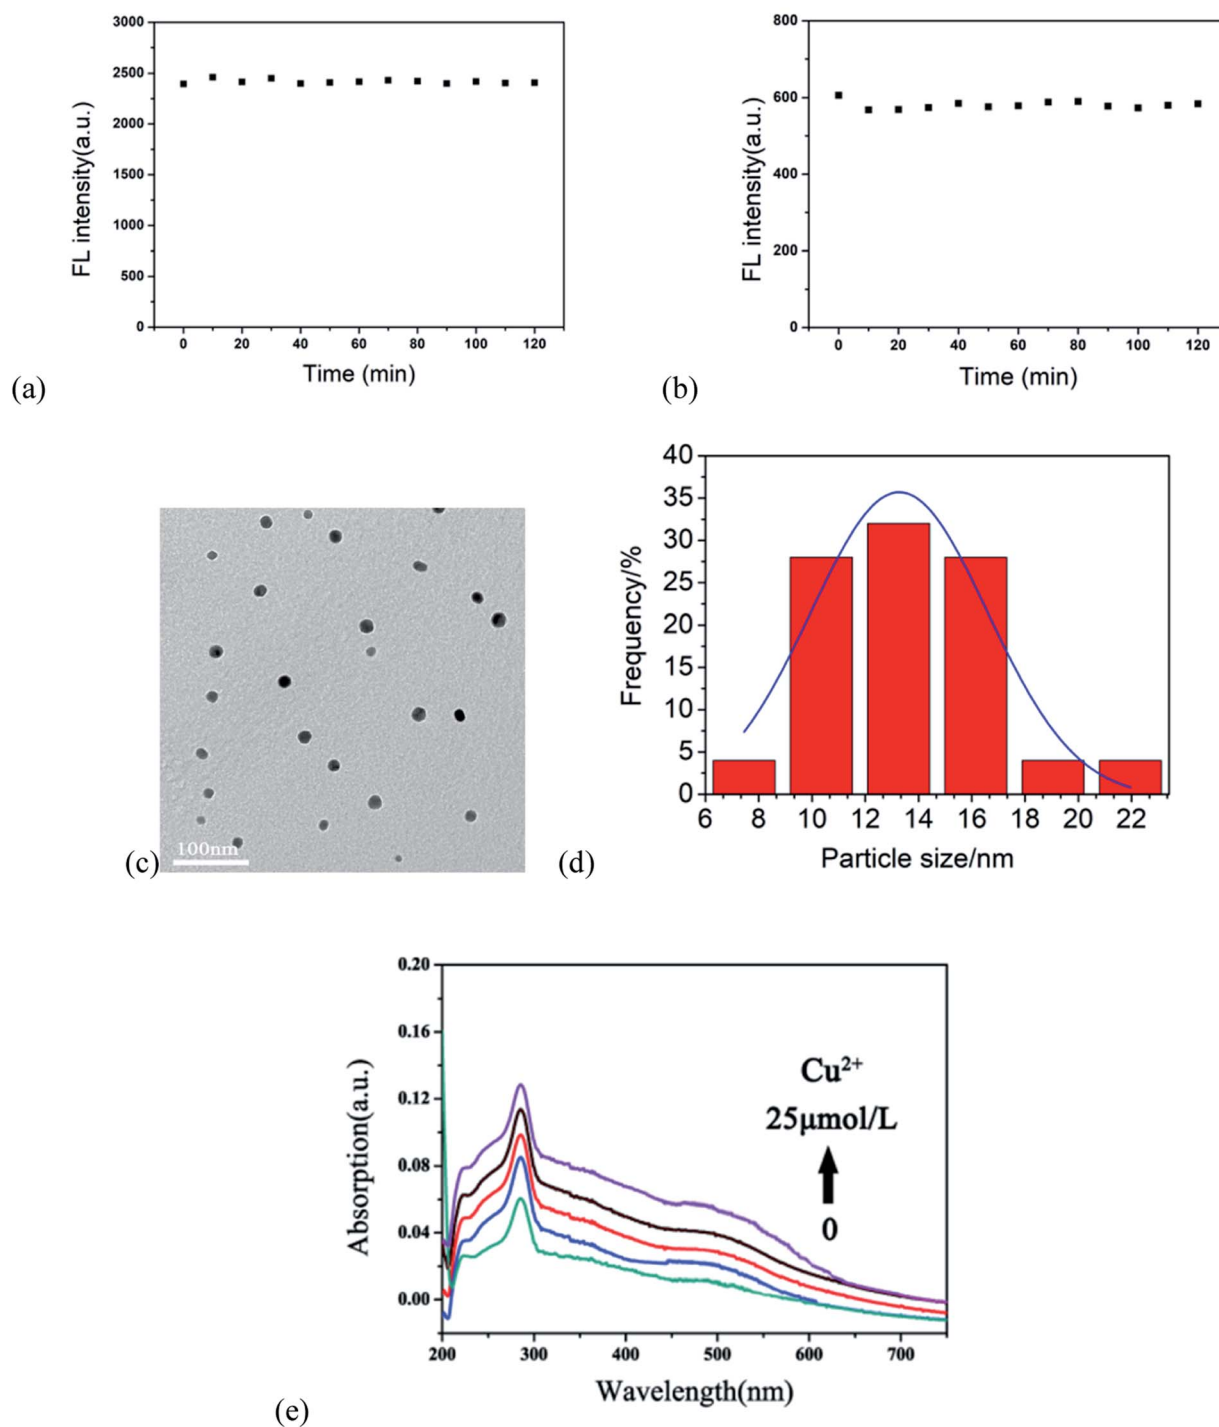 3000
2500
2000
1500
1000
500
0
FL intensity(a.u.)
0 20 40 60 80 100 120
Time (min)
(a)
800
600
400
200
0
FL intensity(a.u.)
0 20 40 60 80 100 120
Time (min)
(b)
100nm
(c)
40
35
30
25
20
15
10
5
0
Frequency/%
6 8 10 12 14 16 18 20 22
Particle size/nm
(d)
0.20
0.16
0.12
0.08
0.04
0.00
Absorption(a.u.)
Cu²⁺
25μmol/L
0
200 300 400 500 600 700
Wavelength(nm)
(e)